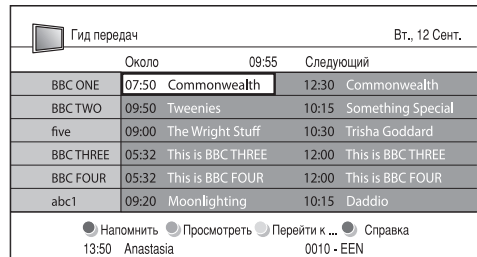 Гид передач Вт., 12 Сент.
Около 09:55 Следующий
BBC ONE 07:50 Commonwealth 12:30 Commonwealth
BBC TWO 09:50 Tweenies 10:15 Something Special
five 09:00 The Wright Stuff 10:30 Trisha Goddard
BBC THREE 05:32 This is BBC THREE 12:00 This is BBC THREE
BBC FOUR 05:32 This is BBC FOUR 12:00 This is BBC FOUR
abc1 09:20 Moonlighting 10:15 Daddio
Напомнить Просмотреть Перейти к ... Справка
13:50 Anastasia 0010 - EEN